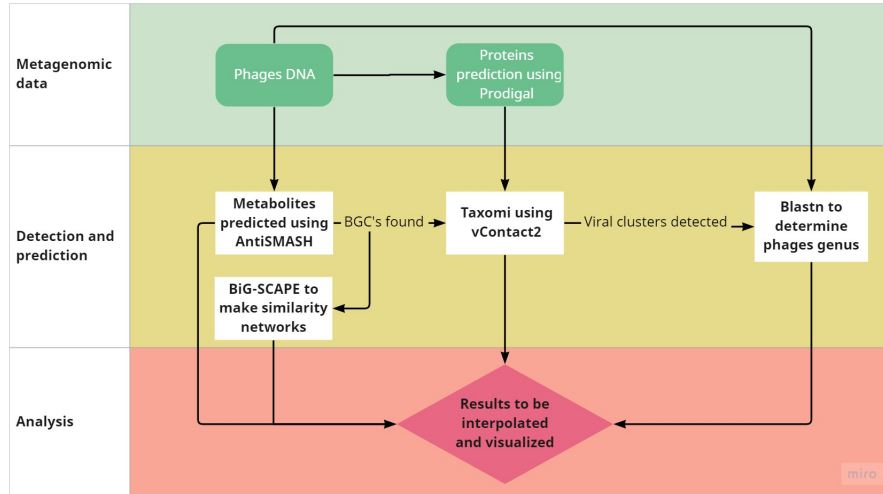 Metagenomic
data
Phages DNA
Proteins
prediction using
Prodigal
Detection and
prediction
Metabolites
predicted using
AntiSMASH
BGC's found
Taxomi using
vContact2
Viral clusters detected
Blastn to
determine
phages genus
BiG-SCAPE to
make similarity
networks
Analysis
Results to be
interpolated
and visualized
miro